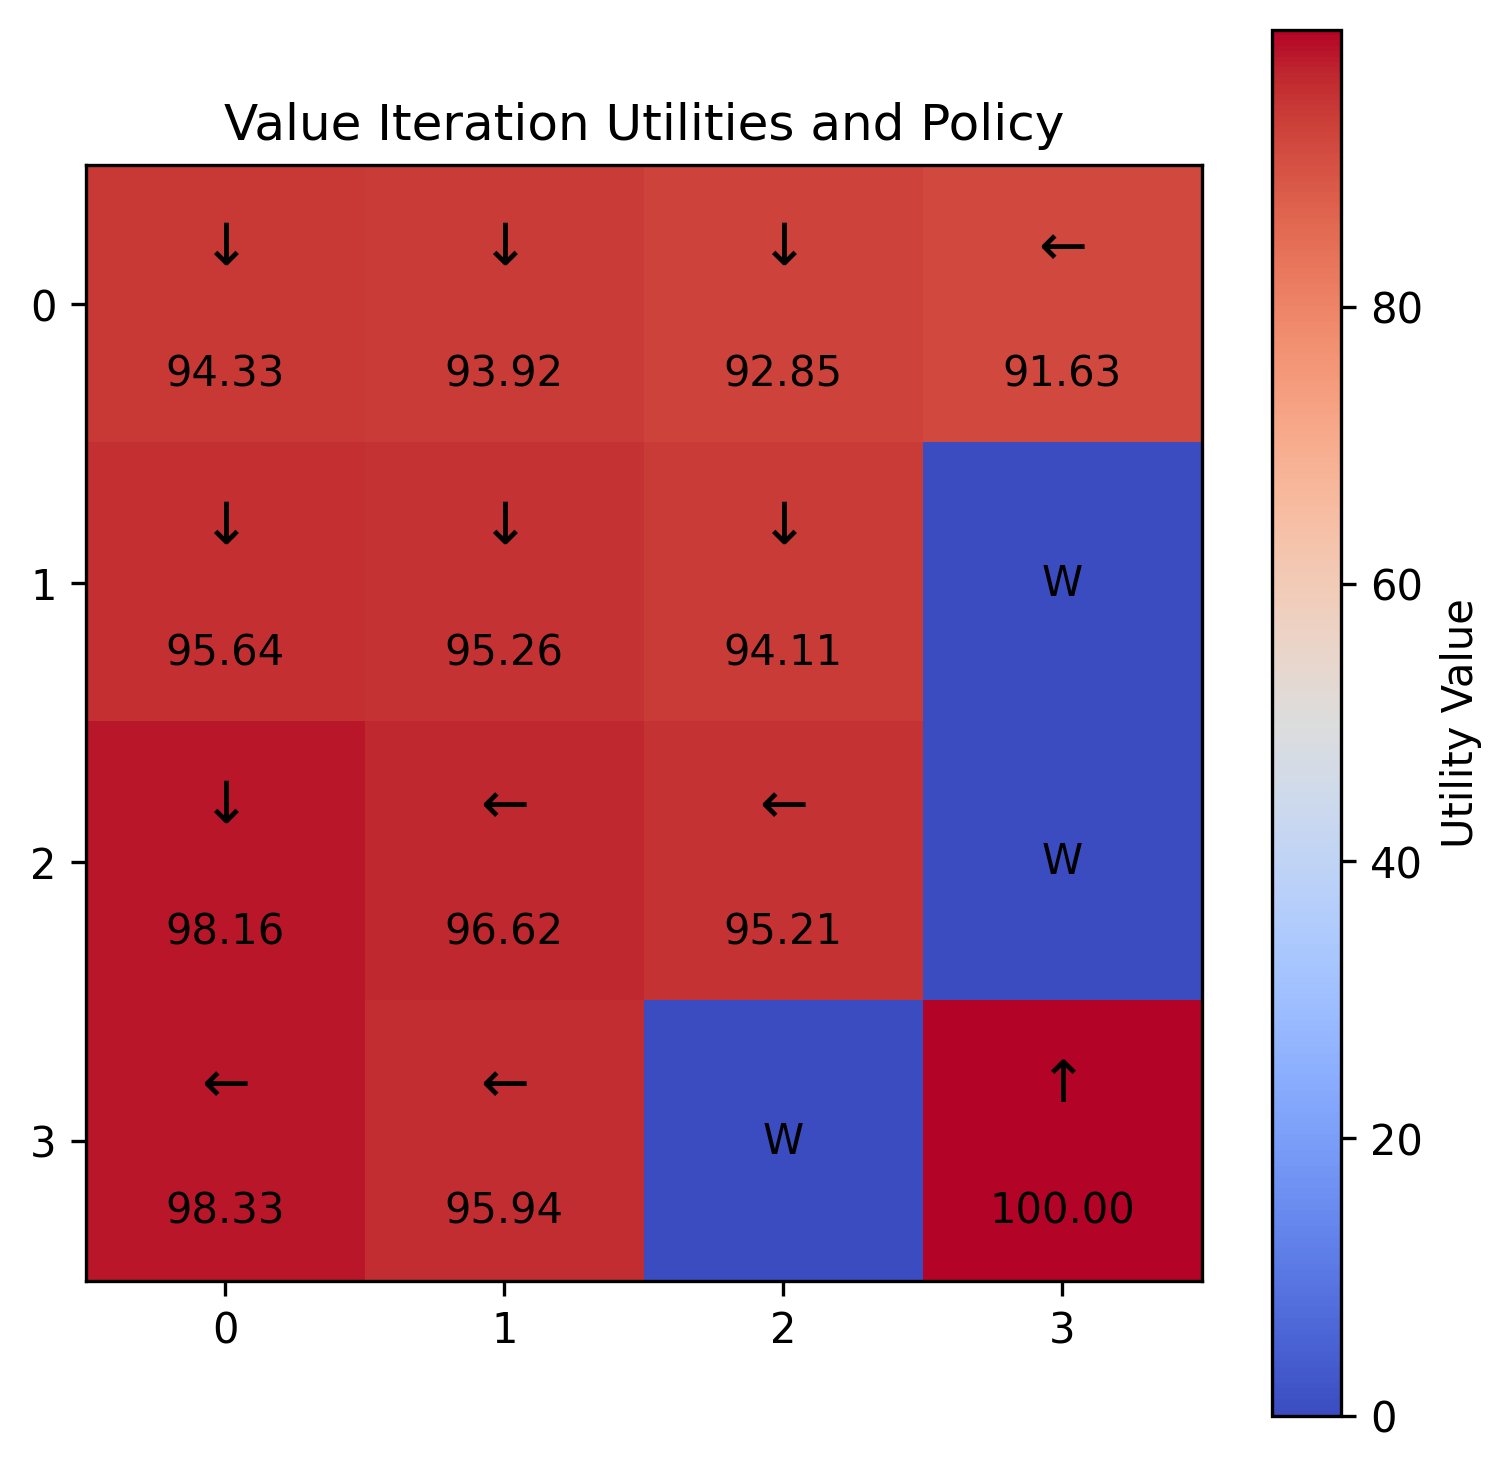 Value Iteration Utilities and Policy
↓ ↓ ↓ ←
94.33 93.92 92.85 91.63
↓ ↓ ↓ W
95.64 95.26 94.11
↓ ← ← W
98.16 96.62 95.21
← ← W ↑
98.33 95.94 100.00
0
1
2
3
0 1 2 3
80
60
40
20
0
Utility Value